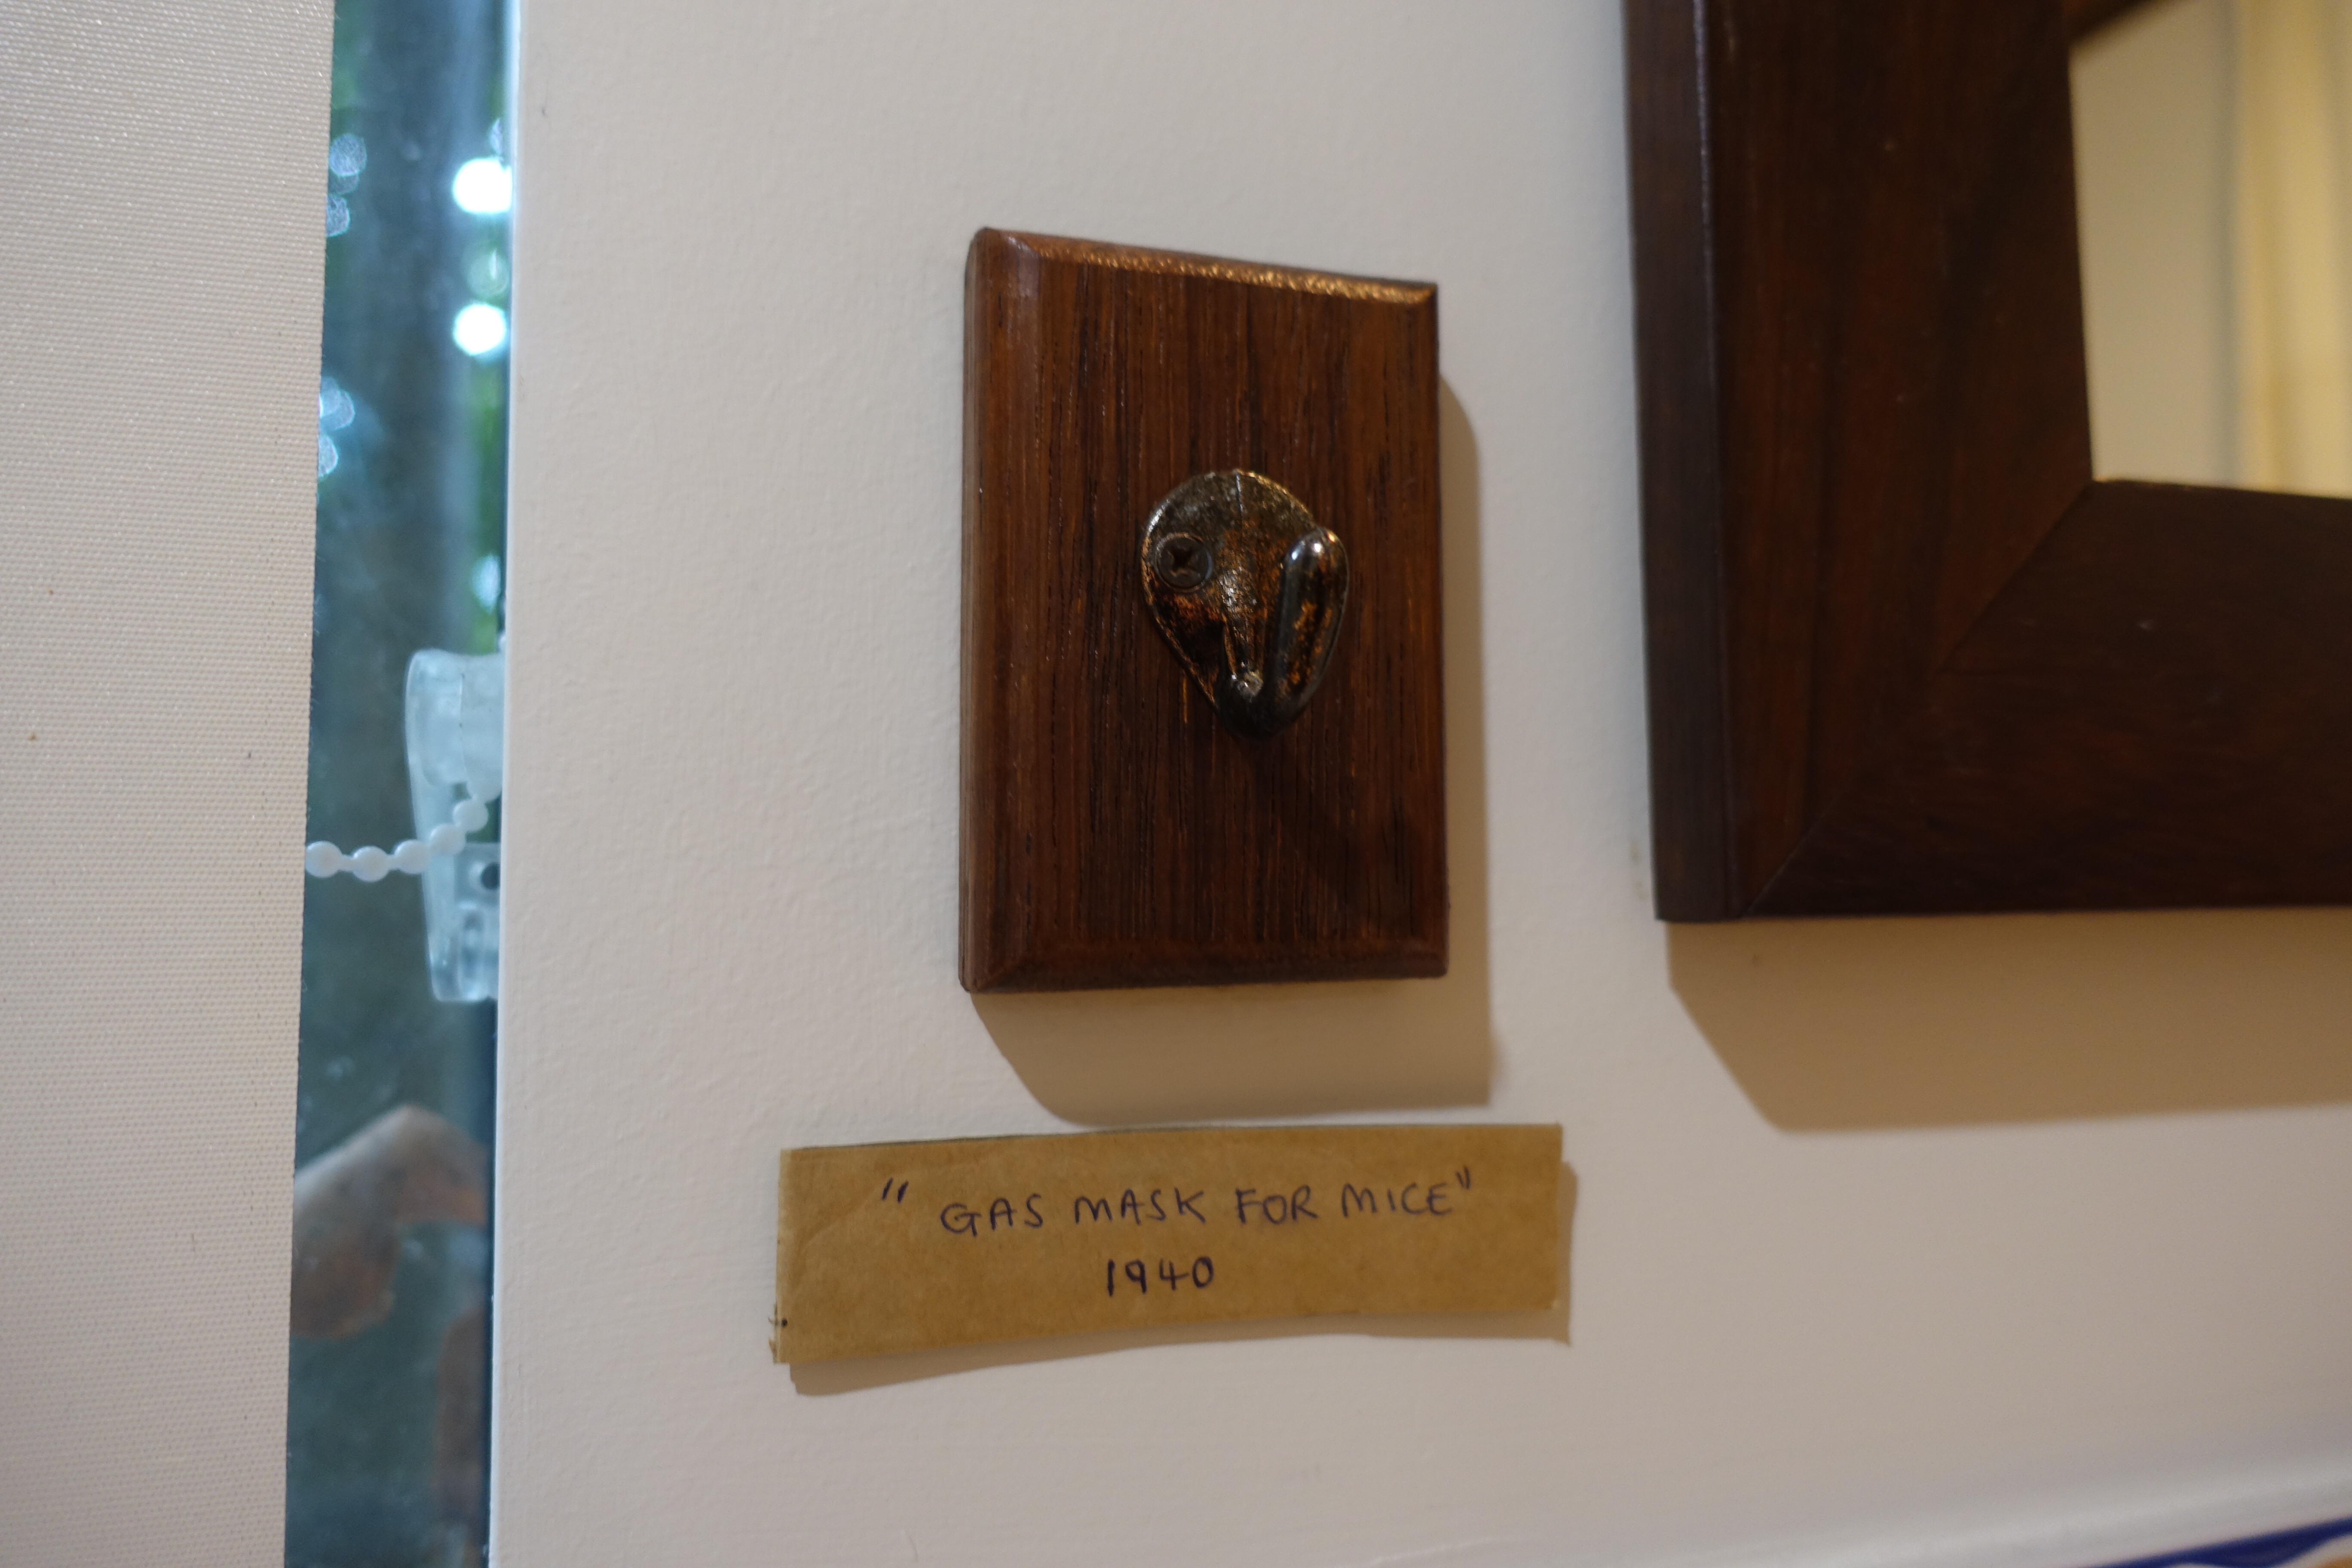 "GAS MASK FOR MICE"
1940